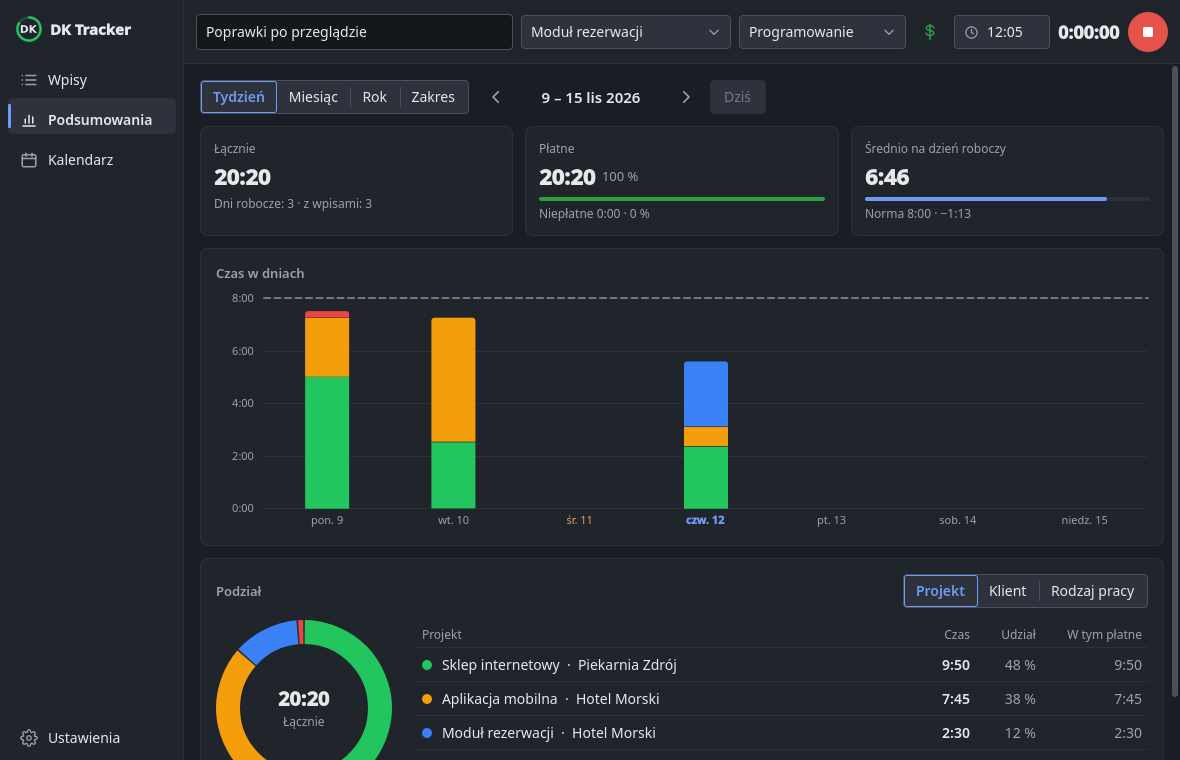 DK DK Tracker
Poprawki po przeglądzie
Moduł rezerwacji
Programowanie
$
12:05
0:00:00
Wpisy
Podsumowania
Kalendarz
Ustawienia
Tydzień Miesiąc Rok Zakres
9 – 15 lis 2026
Dziś
Łącznie
20:20
Dni robocze: 3 · z wpisami: 3
Płatne
20:20 100 %
Niepłatne 0:00 · 0 %
Średnio na dzień roboczy
6:46
Norma 8:00 · −1:13
Czas w dniach
8:00
6:00
4:00
2:00
0:00
pon. 9 wt. 10 śr. 11 czw. 12 pt. 13 sob. 14 niedz. 15
Podział
Projekt Klient Rodzaj pracy
20:20
Łącznie
Projekt Czas Udział W tym płatne
Sklep internetowy · Piekarnia Zdrój 9:50 48 % 9:50
Aplikacja mobilna · Hotel Morski 7:45 38 % 7:45
Moduł rezerwacji · Hotel Morski 2:30 12 % 2:30